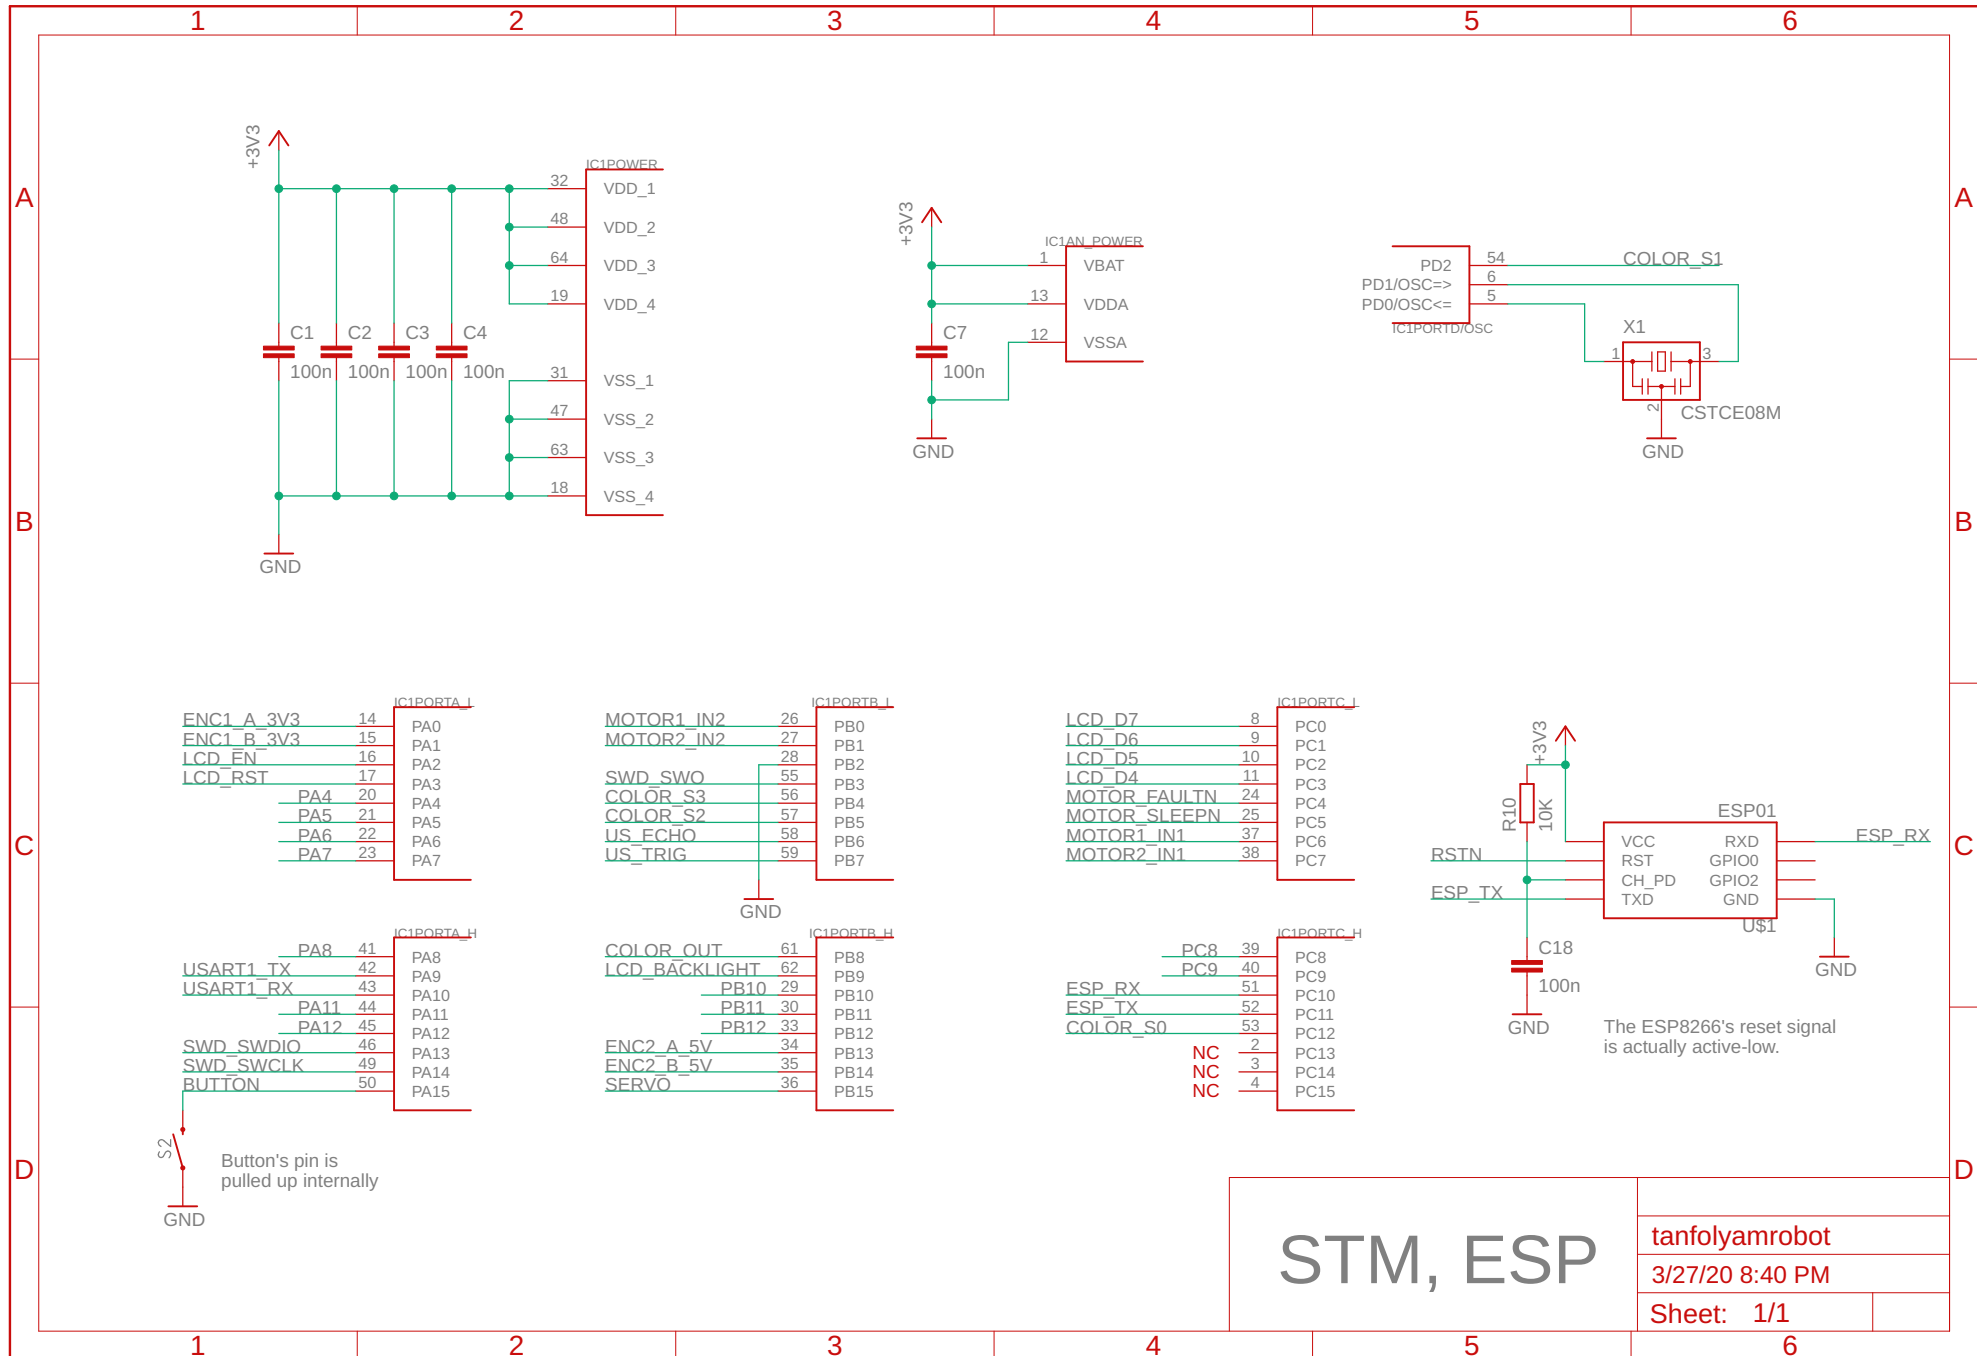 1 2 3 4 5 6
A A
+3V3
IC1POWER
32 VDD_1
48 VDD_2
64 VDD_3
19 VDD_4
31 VSS_1
47 VSS_2
63 VSS_3
18 VSS_4
C1 C2 C3 C4
100n 100n 100n 100n
GND
+3V3
IC1AN_POWER
1 VBAT
13 VDDA
12 VSSA
C7
100n
GND
PD2 54 COLOR_S1
PD1/OSC=> 6
PD0/OSC<= 5
IC1PORTD/OSC
X1
1 3
2
CSTCE08M
GND
B B
IC1PORTA_L
ENC1_A_3V3 14 PA0
ENC1_B_3V3 15 PA1
LCD_EN 16 PA2
LCD_RST 17 PA3
PA4 20 PA4
PA5 21 PA5
PA6 22 PA6
PA7 23 PA7
IC1PORTB_L
MOTOR1_IN2 26 PB0
MOTOR2_IN2 27 PB1
28 PB2
SWD_SWO 55 PB3
COLOR_S3 56 PB4
COLOR_S2 57 PB5
US_ECHO 58 PB6
US_TRIG 59 PB7
GND
IC1PORTC_L
LCD_D7 8 PC0
LCD_D6 9 PC1
LCD_D5 10 PC2
LCD_D4 11 PC3
MOTOR_FAULTN 24 PC4
MOTOR_SLEEPN 25 PC5
MOTOR1_IN1 37 PC6
MOTOR2_IN1 38 PC7
+3V3
R10
10K
ESP01
VCC RXD ESP_RX
RSTN RST GPIO0
CH_PD GPIO2
ESP_TX TXD GND
U$1
C18
100n
GND
GND
The ESP8266's reset signal
is actually active-low.
C C
IC1PORTA_H
PA8 41 PA8
USART1_TX 42 PA9
USART1_RX 43 PA10
PA11 44 PA11
PA12 45 PA12
SWD_SWDIO 46 PA13
SWD_SWCLK 49 PA14
BUTTON 50 PA15
S2
Button's pin is
pulled up internally
GND
IC1PORTB_H
COLOR_OUT 61 PB8
LCD_BACKLIGHT 62 PB9
PB10 29 PB10
PB11 30 PB11
PB12 33 PB12
ENC2_A_5V 34 PB13
ENC2_B_5V 35 PB14
SERVO 36 PB15
IC1PORTC_H
PC8 39 PC8
PC9 40 PC9
ESP_RX 51 PC10
ESP_TX 52 PC11
COLOR_S0 53 PC12
NC 2 PC13
NC 3 PC14
NC 4 PC15
D D
STM, ESP
tanfolyamrobot
3/27/20 8:40 PM
Sheet: 1/1
1 2 3 4 5 6